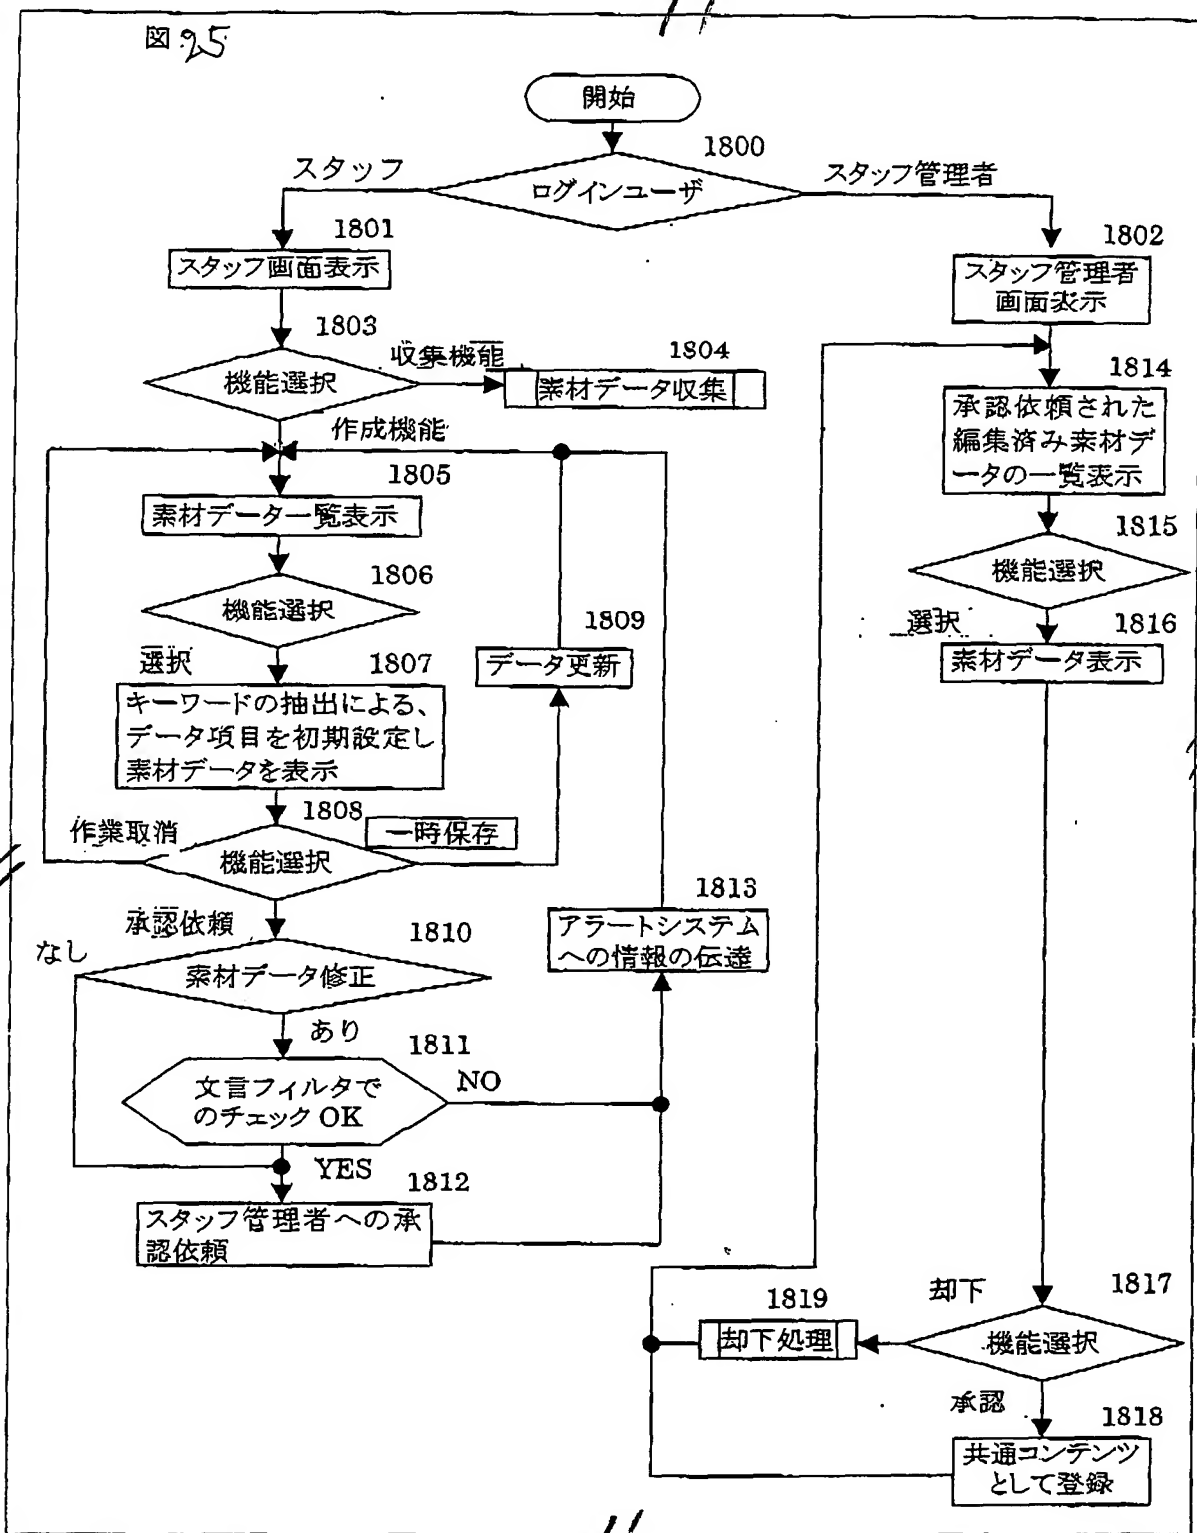 図 25
開始
1800
ログインユーザ
スタッフ
スタッフ管理者
1801
スタッフ画面表示
1802
スタッフ管理者
画面表示
1803
機能選択
収集機能
1804
素材データ収集
作成機能
1805
素材データ一覧表示
1806
機能選択
選択
1807
キーワードの抽出による、
データ項目を初期設定し
素材データを表示
1808
機能選択
作業取消
一時保存
1809
データ更新
承認依頼
1810
素材データ修正
なし
あり
1811
文言フィルタで
のチェック OK
NO
YES
1812
スタッフ管理者への承
認依頼
1813
アラートシステム
への情報の伝達
1814
承認依頼された
編集済み素材デ
ータの一覧表示
1815
機能選択
選択
1816
素材データ表示
1817
機能選択
却下
1819
却下処理
承認
1818
共通コンテンツ
として登録